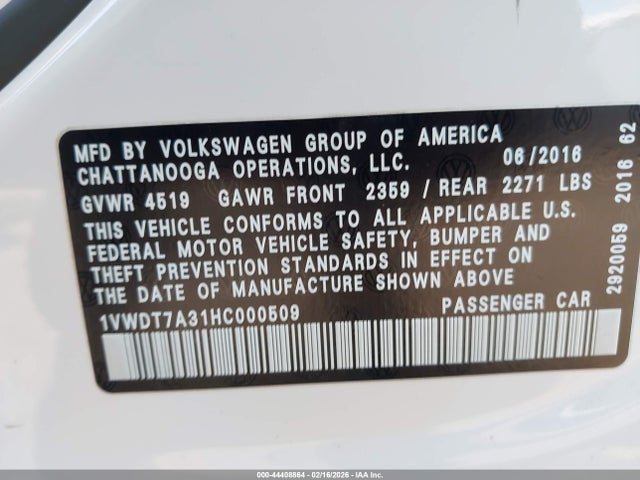 MFD BY VOLKSWAGEN GROUP OF AMERICA
CHATTANOOGA OPERATIONS, LLC. 06/2016
GVWR 4519 GAWR FRONT 2359 / REAR 2271 LBS
THIS VEHICLE CONFORMS TO ALL APPLICABLE U.S.
FEDERAL MOTOR VEHICLE SAFETY, BUMPER AND
THEFT PREVENTION STANDARDS IN EFFECT ON
THE DATE OF MANUFACTURE SHOWN ABOVE
1VWDT7A31HC000509 PASSENGER CAR
2920059 2016 62
000-44408864 - 02/16/2026 - IAA Inc.